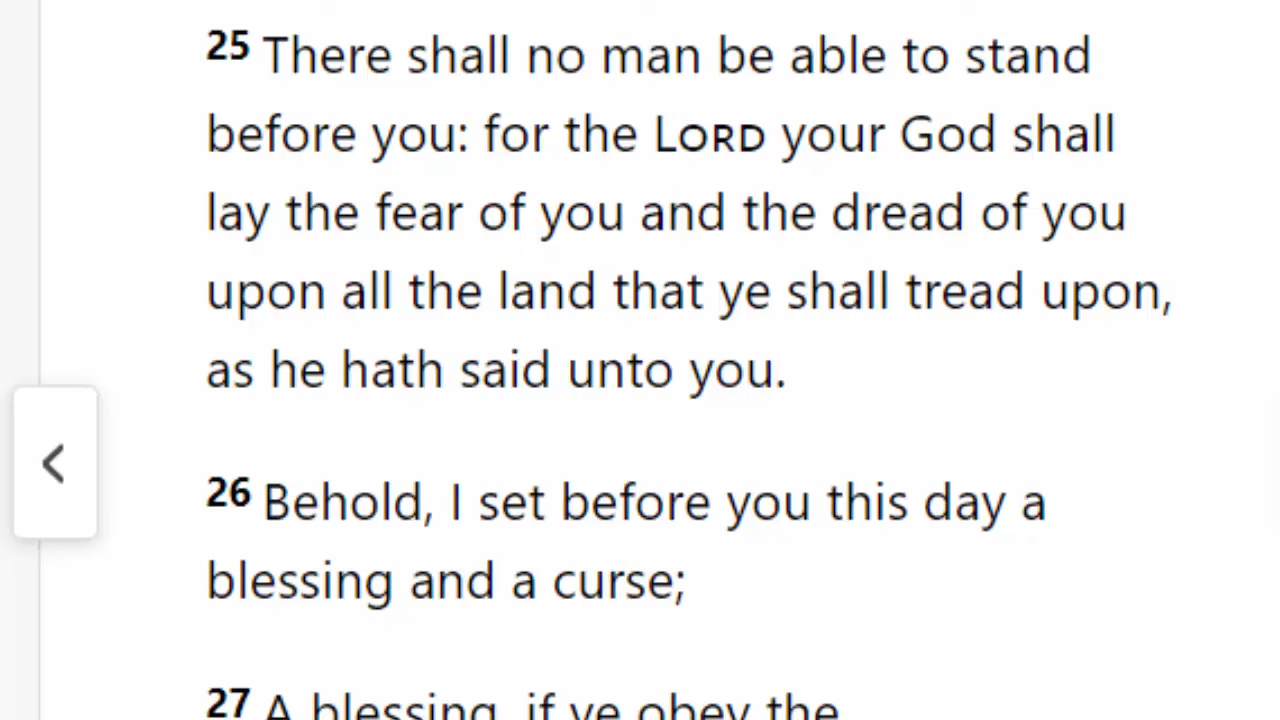 25 There shall no man be able to stand
before you: for the LORD your God shall
lay the fear of you and the dread of you
upon all the land that ye shall tread upon,
as he hath said unto you.
26 Behold, I set before you this day a
blessing and a curse;
27 A blessing, if ye obey the